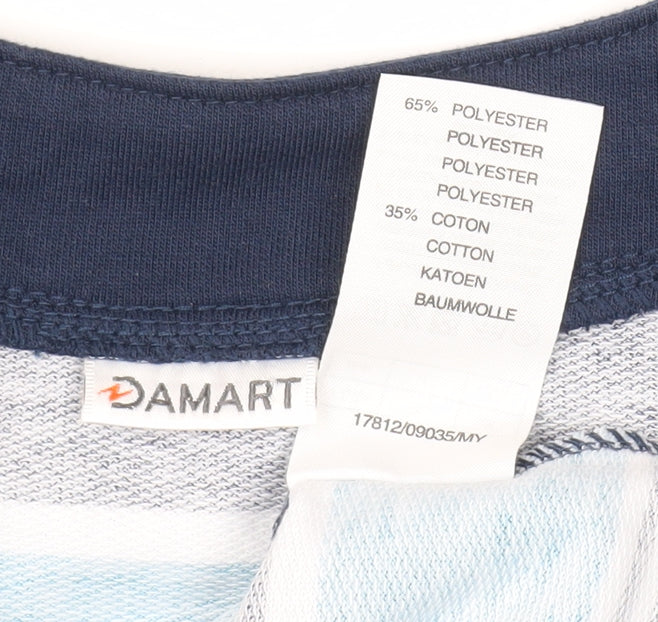 65% POLYESTER
POLYESTER
POLYESTER
POLYESTER
35% COTON
COTTON
KATOEN
BAUMWOLLE
DAMART
17812/09035/MY